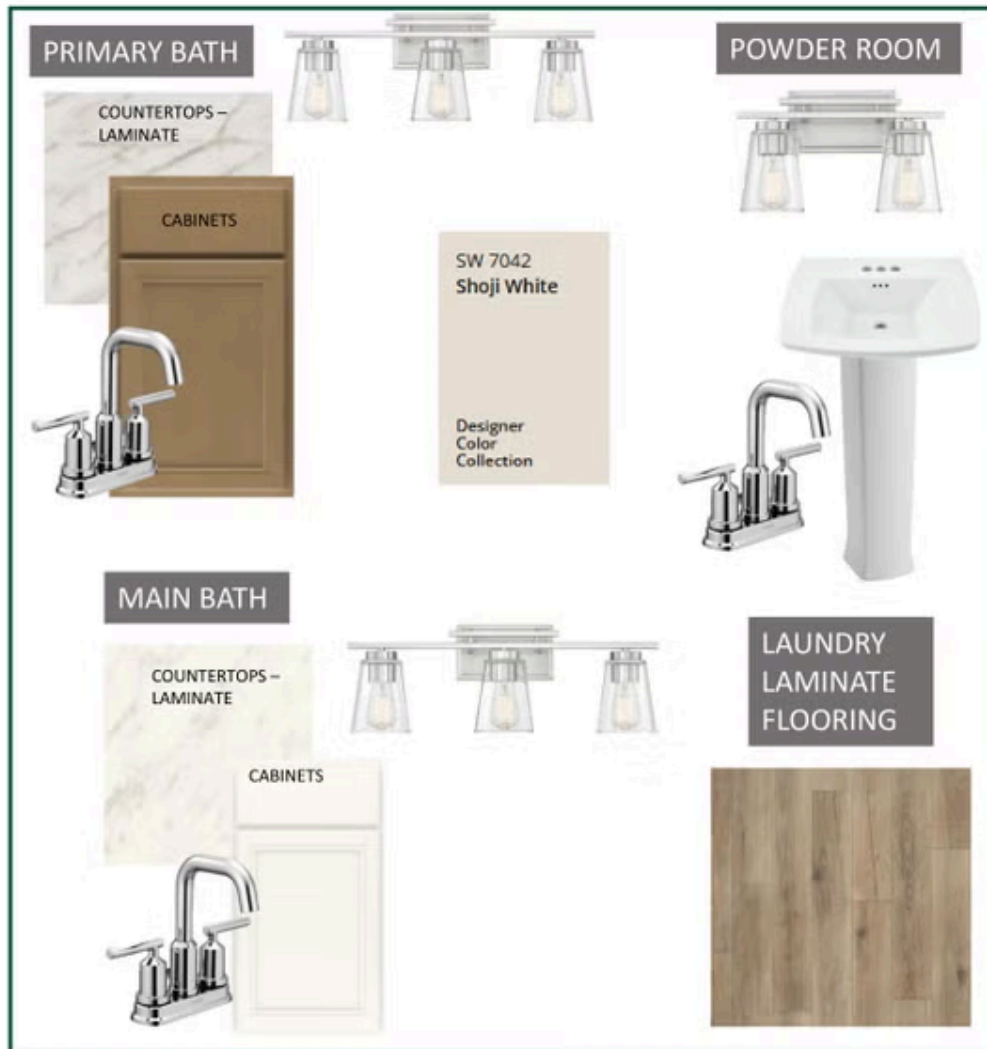 PRIMARY BATH
COUNTERTOPS –
LAMINATE
CABINETS
POWDER ROOM
SW 7042
Shoji White
Designer
Color
Collection
MAIN BATH
COUNTERTOPS –
LAMINATE
CABINETS
LAUNDRY
LAMINATE
FLOORING